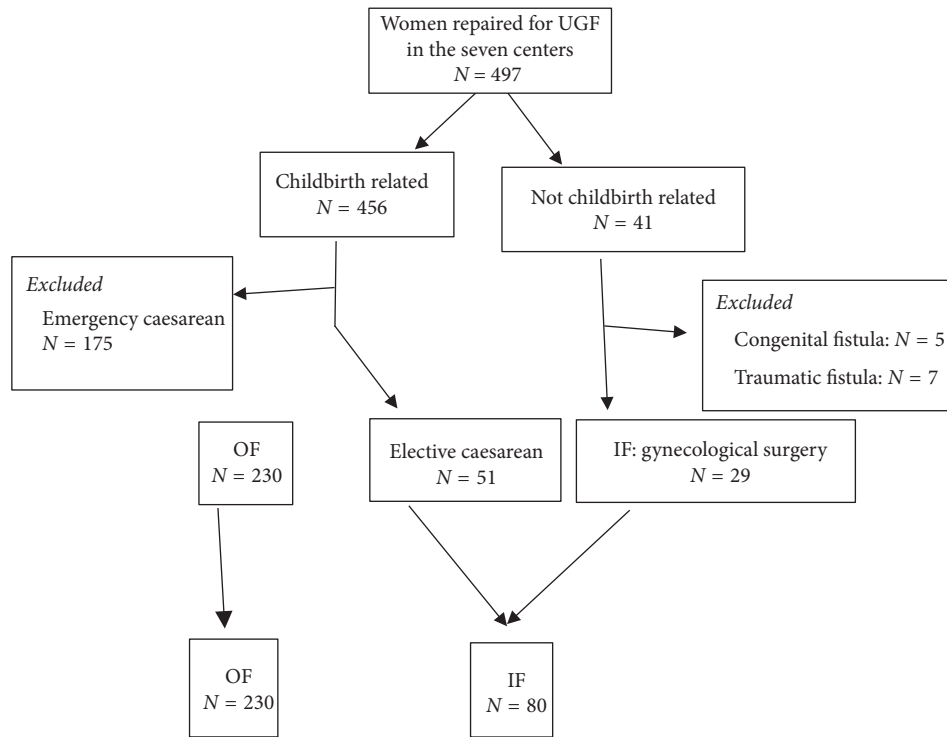 Women repaired for UGF
in the seven centers
N = 497
Childbirth related
N = 456
Not childbirth related
N = 41
Excluded
Emergency caesarean
N = 175
Excluded
Congenital fistula: N = 5
Traumatic fistula: N = 7
OF
N = 230
Elective caesarean
N = 51
IF: gynecological surgery
N = 29
OF
N = 230
IF
N = 80